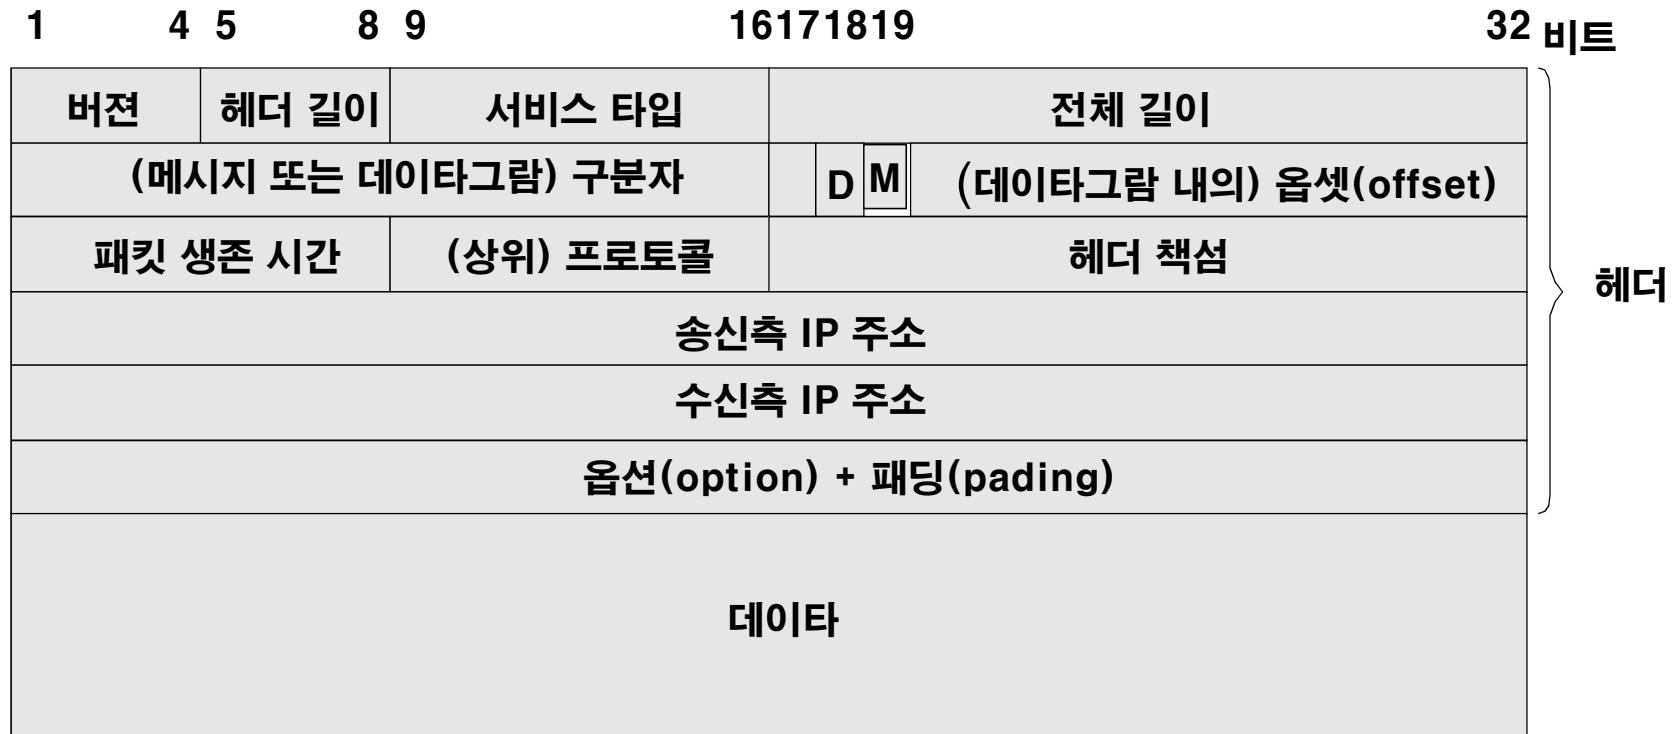 1 4 5 8 9 16171819 32 비트
버젼 헤더 길이 서비스 타입 전체 길이
(메시지 또는 데이타그람) 구분자 D M (데이타그람 내의) 옵셋(offset)
패킷 생존 시간 (상위) 프로토콜 헤더 책섬
헤더
송신측 IP 주소
수신측 IP 주소
옵션(option) + 패딩(pading)
데이타